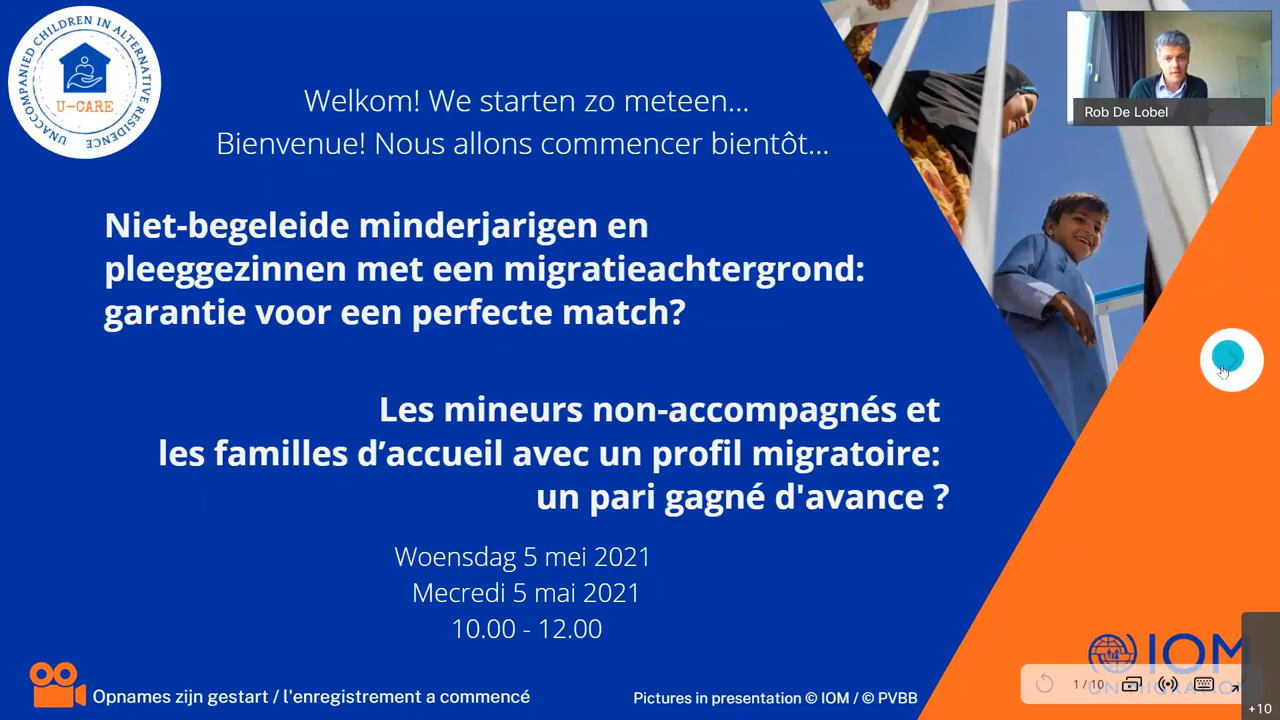 UNACCOMPANIED CHILDREN IN ALTERNATIVE RESIDENCE
U-CARE
Welkom! We starten zo meteen...
Bienvenue! Nous allons commencer bientôt...
Rob De Lobel
Niet-begeleide minderjarigen en
pleeggezinnen met een migratieachtergrond:
garantie voor een perfecte match?
Les mineurs non-accompagnés et
les familles d’accueil avec un profil migratoire:
un pari gagné d'avance ?
Woensdag 5 mei 2021
Mecredi 5 mai 2021
10.00 - 12.00
Opnames zijn gestart / l'enregistrement a commencé
Pictures in presentation © IOM / © PVBB
IOM
UN MIGRATION
1 / 10
+10